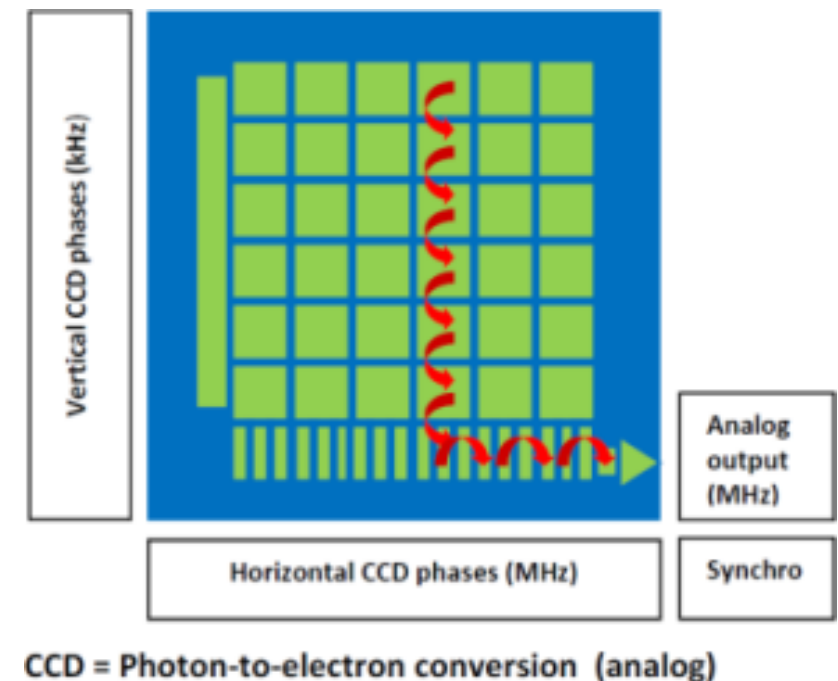 Vertical CCD phases (kHz)
Analog
output
(MHz)
Horizontal CCD phases (MHz)
Synchro
CCD = Photon-to-electron conversion (analog)